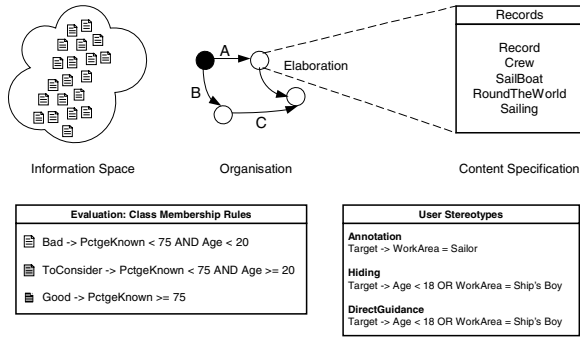 Records
Record
Crew
SailBoat
RoundTheWorld
Sailing
A
Elaboration
B
C
Information Space
Organisation
Content Specification
Evaluation: Class Membership Rules
Bad -> PctgeKnown < 75 AND Age < 20
ToConsider -> PctgeKnown < 75 AND Age >= 20
Good -> PctgeKnown >= 75
User Stereotypes
Annotation
Target -> WorkArea = Sailor
Hiding
Target -> Age < 18 OR WorkArea = Ship's Boy
DirectGuidance
Target -> Age < 18 OR WorkArea = Ship's Boy